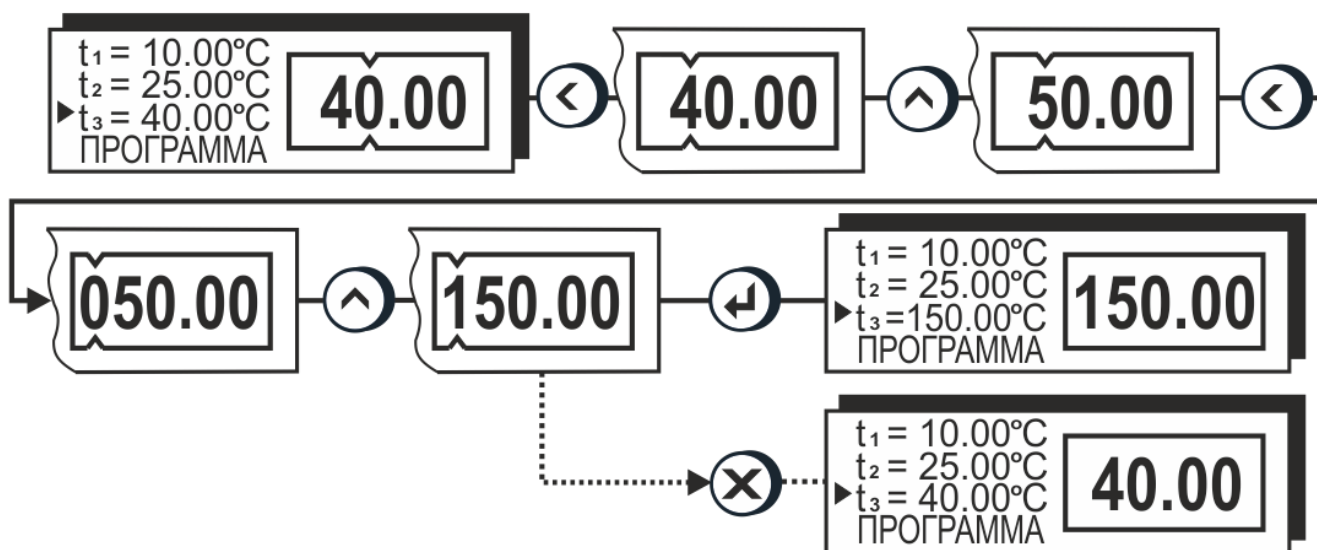 t₁ = 10.00°C
t₂ = 25.00°C
t₃ = 40.00°C
ПРОГРАММА
40.00
40.00
50.00
050.00
150.00
t₁ = 10.00°C
t₂ = 25.00°C
t₃ =150.00°C
ПРОГРАММА
150.00
t₁ = 10.00°C
t₂ = 25.00°C
t₃ = 40.00°C
ПРОГРАММА
40.00